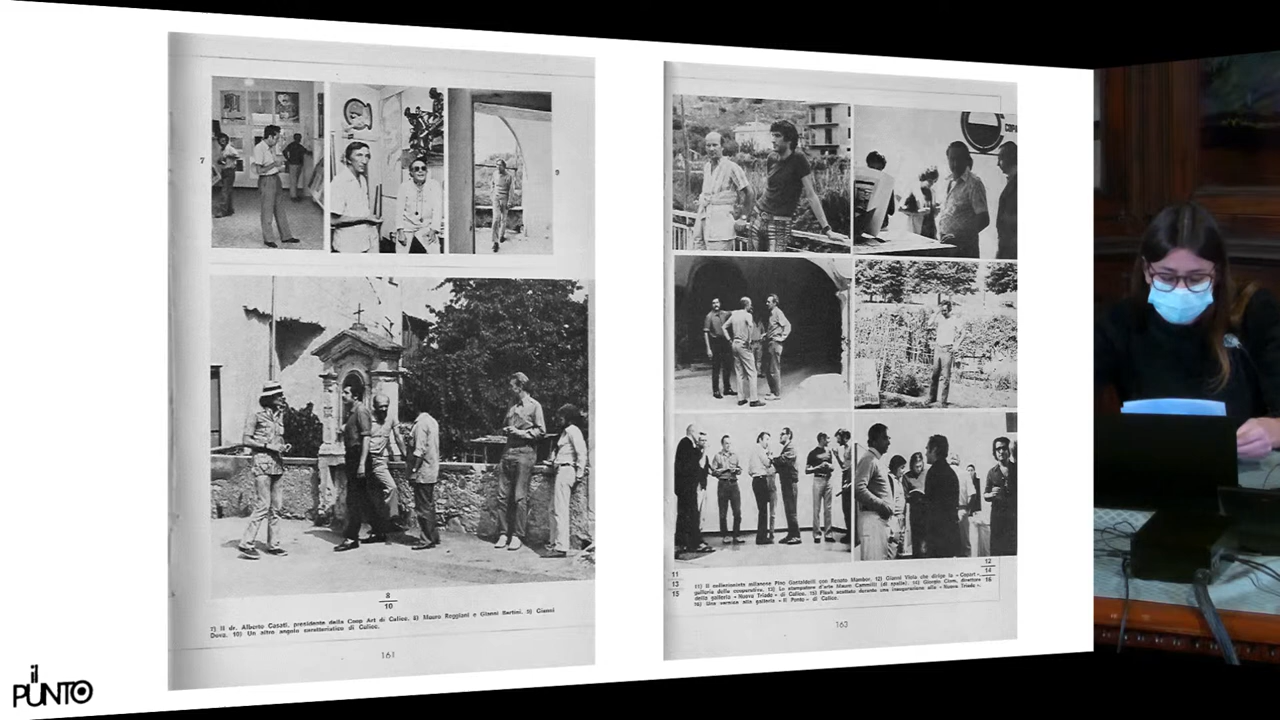 7
9
8
10
7) Il dr. Alberto Casati, presidente della Coop Art di Calice. 8) Mauro Reggiani e Gianni Bertini. 9) Gianni
Dova. 10) Un altro angolo caratteristico di Calice.
161
11
13
15
12
14
16
11) Il collezionista milanese Pino Gastaldelli con Renato Mambor. 12) Gianni Viola che dirige la «
galleria della cooperativa. 13) Lo stampatore d'arte Mauro Cammilli (di spalle). 14) Giorgio direttore
della galleria « Nuova Triade » di Calice. 15) Flash scattato durante una inaugurazione alla « Nuova Triade ».
16) Una vernice alla galleria « Il Punto » di Calice.
163
il
PUNTO